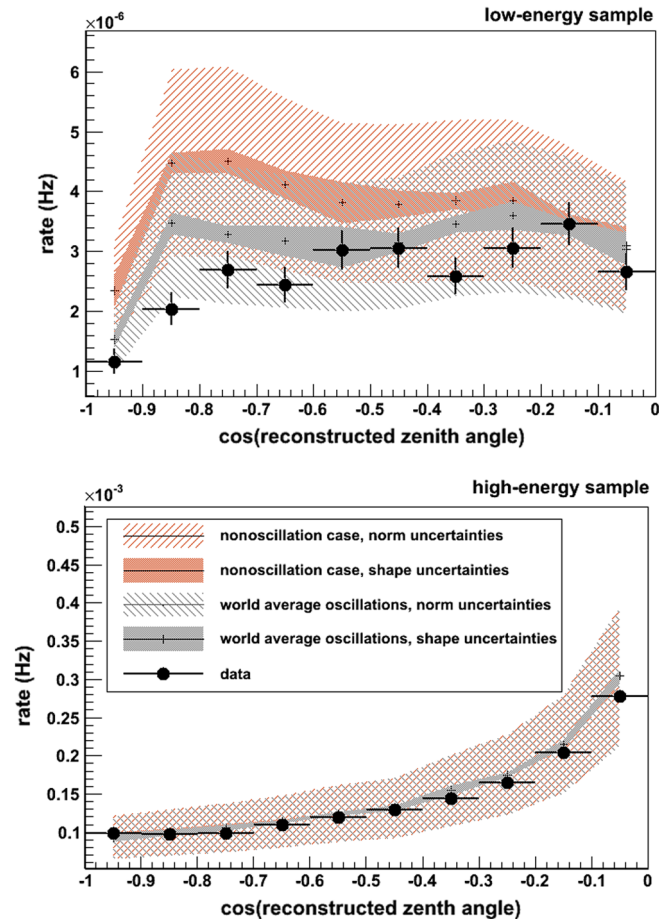 ×10⁻⁶
low-energy sample
6
5
4
3
2
1
rate (Hz)
-1 -0.9 -0.8 -0.7 -0.6 -0.5 -0.4 -0.3 -0.2 -0.1 0
cos(reconstructed zenith angle)
×10⁻³
high-energy sample
0.5
0.45
0.4
0.35
0.3
0.25
0.2
0.15
0.1
0.05
rate (Hz)
nonoscillation case, norm uncertainties
nonoscillation case, shape uncertainties
world average oscillations, norm uncertainties
world average oscillations, shape uncertainties
data
-1 -0.9 -0.8 -0.7 -0.6 -0.5 -0.4 -0.3 -0.2 -0.1 0
cos(reconstructed zenth angle)